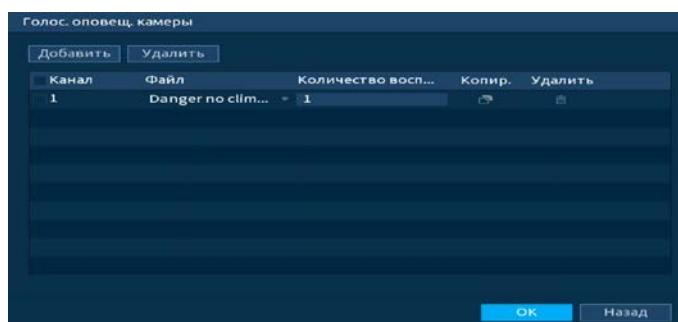 Голос. оповещ. камеры
Добавить Удалить
Канал Файл Количество восп... Копир. Удалить
1 Danger no clim... 1
OK Назад